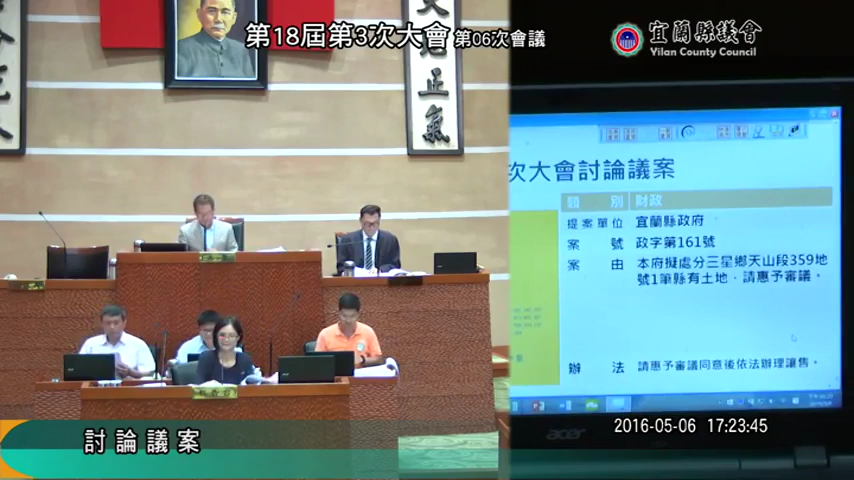 第18屆第3次大會 第06次會議
宜蘭縣議會
Yilan County Council
正氣
次大會討論議案
類別 財政
提案單位 宜蘭縣政府
案號 政字第161號
案由 本府擬處分三星鄉天山段359地
號1筆縣有土地,請惠予審議。
辦法 請惠予審議同意後依法辦理讓售。
acer
2016-05-06 17:23:45
討論議案